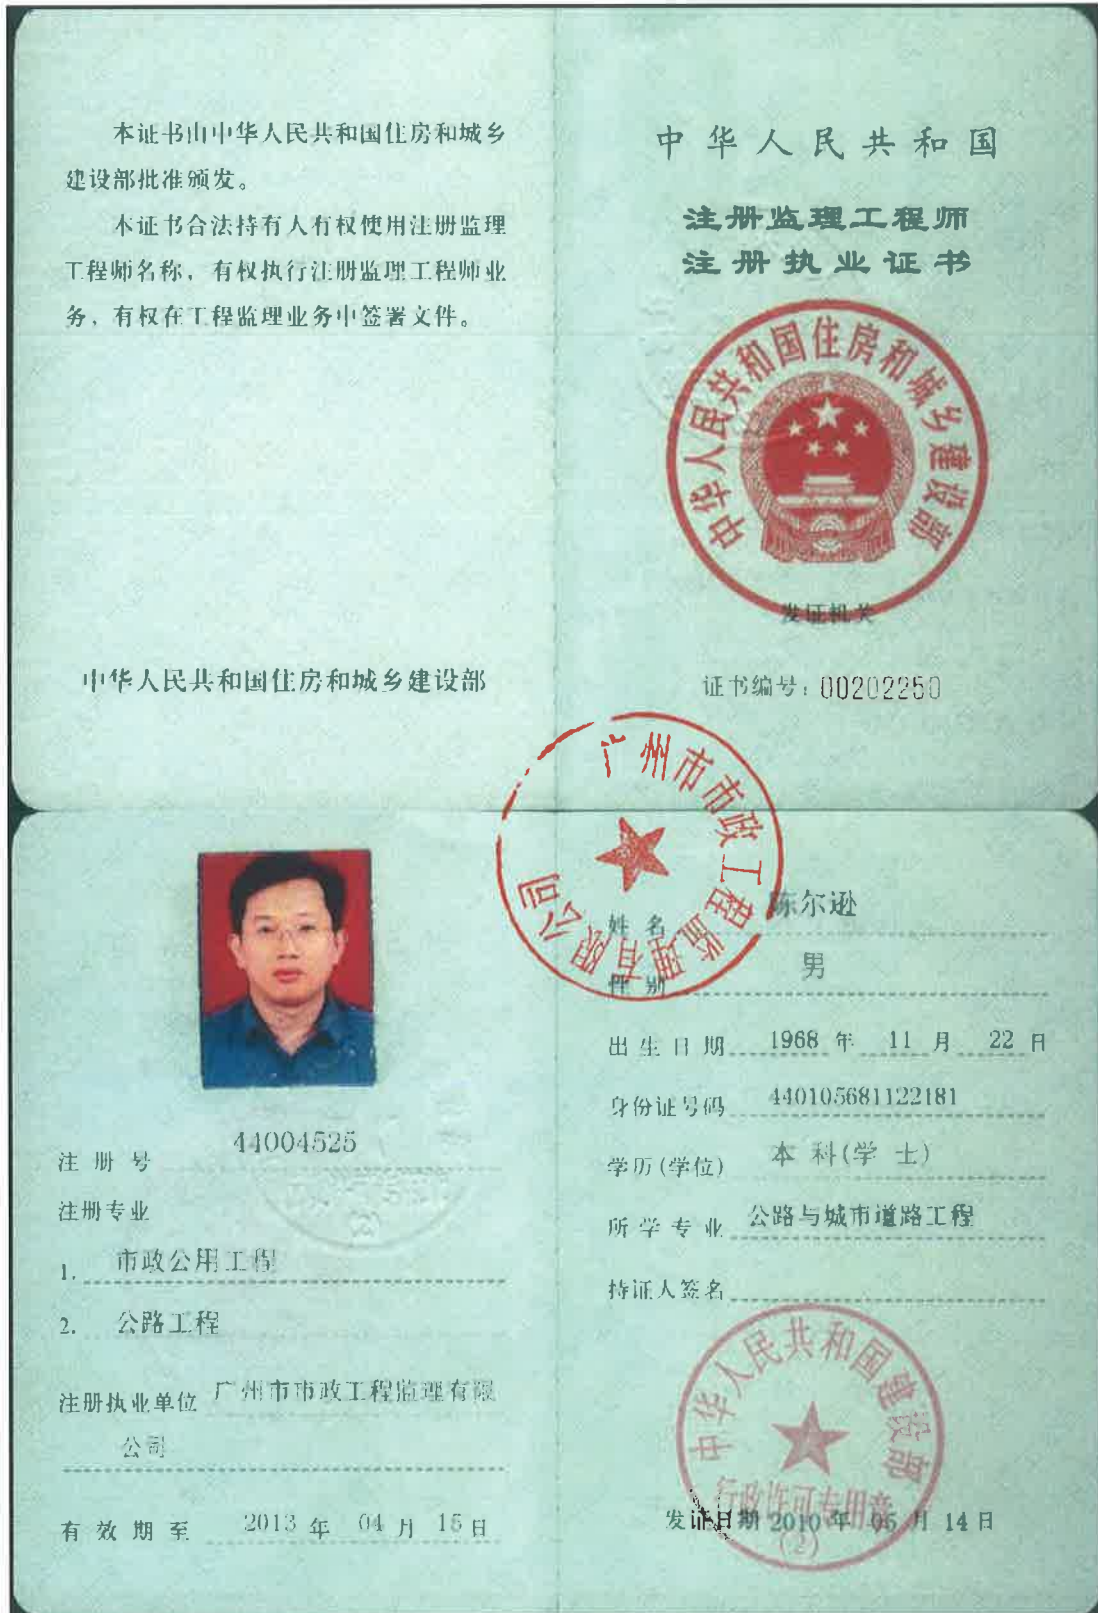 本证书由中华人民共和国住房和城乡
建设部批准颁发。
本证书合法持有人有权使用注册监理
工程师名称，有权执行注册监理工程师业
务，有权在工程监理业务中签署文件。
中华人民共和国住房和城乡建设部
中华人民共和国
注册监理工程师
注册执业证书
中华人民共和国住房和城乡建设部
发证机关
证书编号：00202250
广州市市政工程监理有限公司
注册号 44004525
注册专业
1. 市政公用工程
2. 公路工程
注册执业单位 广州市市政工程监理有限
公司
有效期至 2013 年 04 月 15 日
姓名 陈尔逊
性别 男
出生日期 1968 年 11 月 22 日
身份证号码 440105681122181
学历(学位) 本科(学士)
所学专业 公路与城市道路工程
持证人签名
中华人民共和国建设部
行政许可专用章
(2)
发证日期 2010 年 05 月 14 日